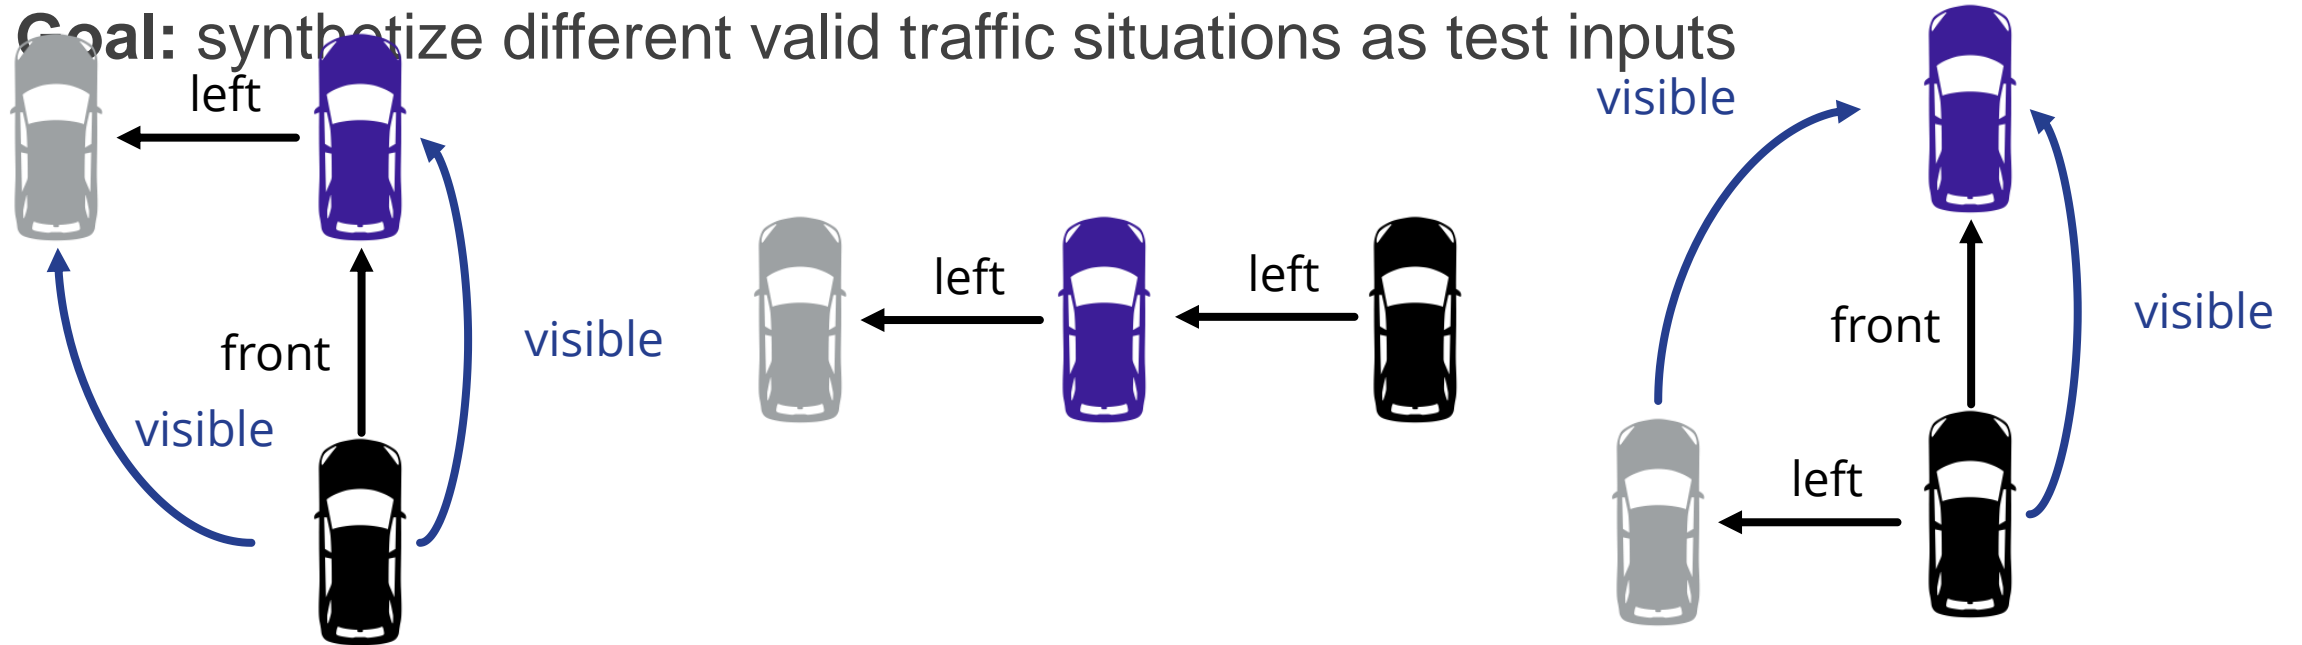 Goal: synthetize different valid traffic situations as test inputs
left
visible
left
left
front
visible
front
visible
visible
left